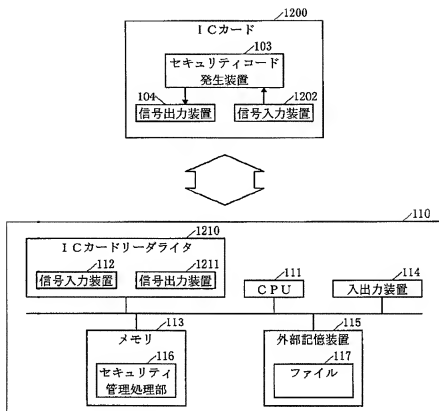 1200
ICカード
103
セキュリティコード
発生装置
104
1202
信号出力装置
信号入力装置
110
1210
ICカードリーダライタ
112
1211
信号入力装置
信号出力装置
111
CPU
114
入出力装置
113
メモリ
116
セキュリティ
管理処理部
115
外部記憶装置
117
ファイル